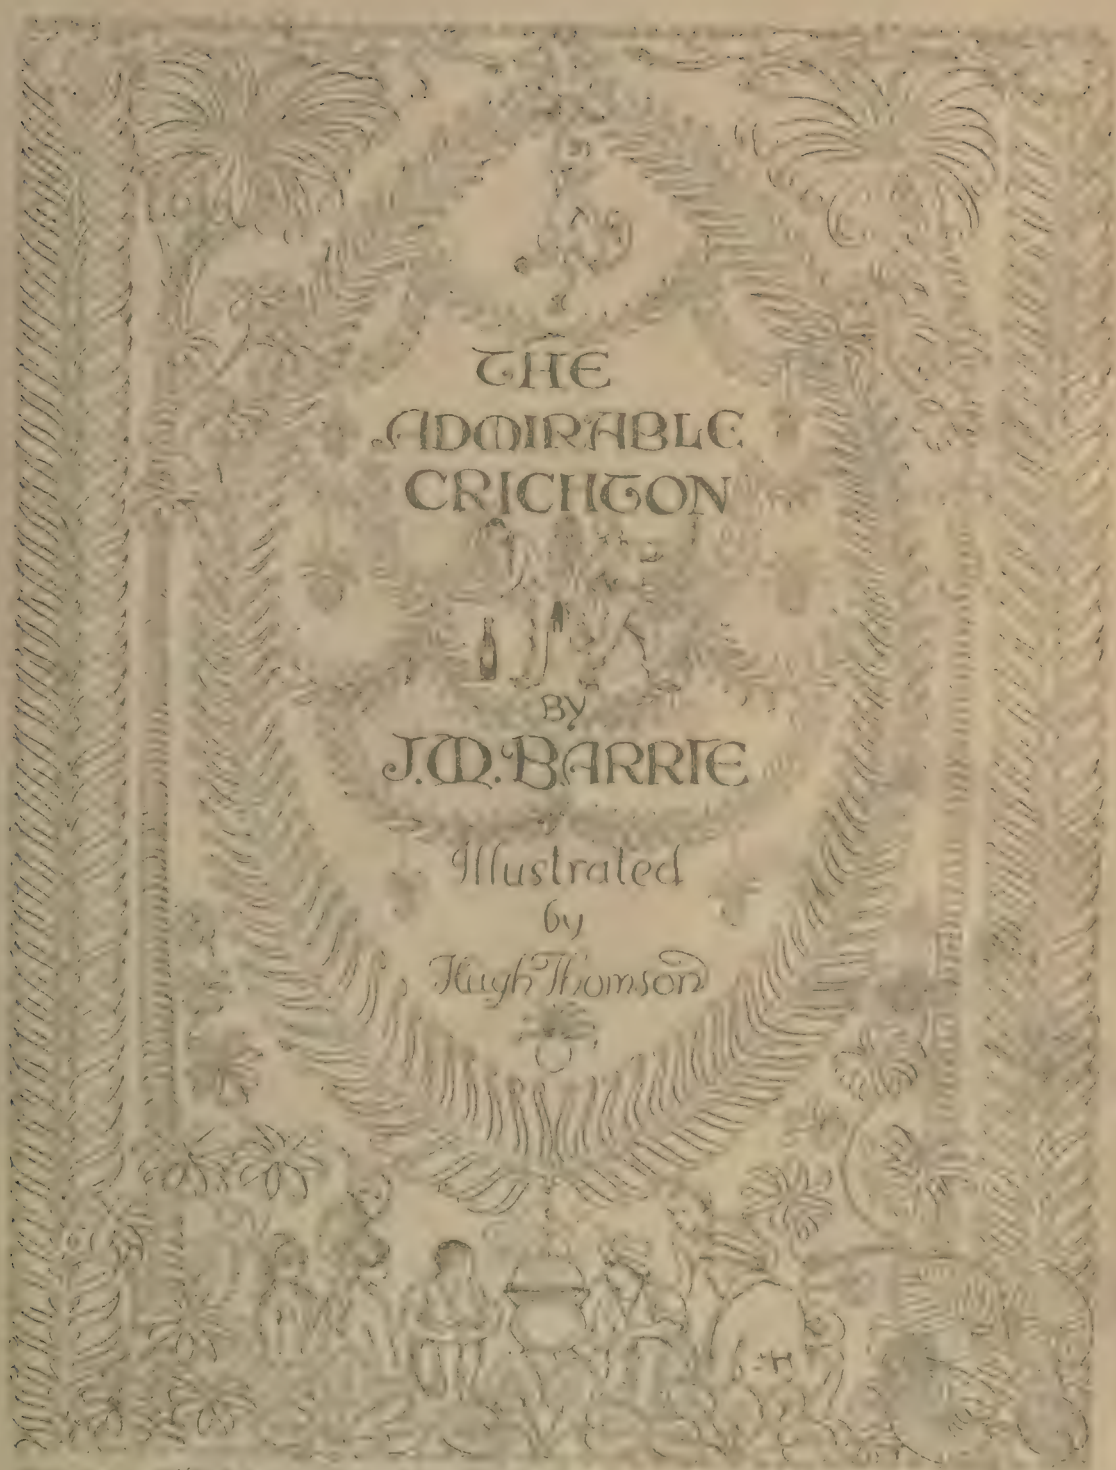 THE
ADMIRABLE
CRICHTON
BY
J.M. BARRIE
Illustrated
by
Hugh Thomson